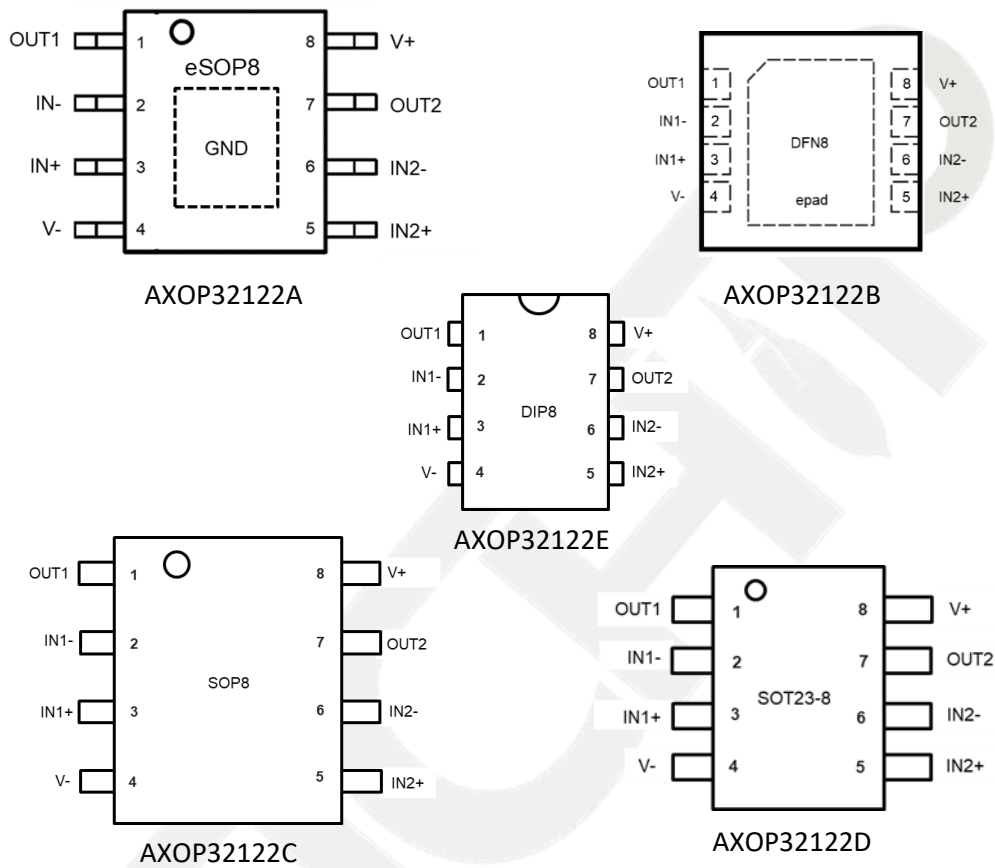 OUT1 1 8 V+
eSOP8
IN- 2 7 OUT2
GND
IN+ 3 6 IN2-
V- 4 5 IN2+
AXOP32122A
OUT1 1 8 V+
IN1- 2 7 OUT2
DFN8
IN1+ 3 6 IN2-
V- 4 epad 5 IN2+
AXOP32122B
OUT1 1 8 V+
IN1- 2 7 OUT2
DIP8
IN1+ 3 6 IN2-
V- 4 5 IN2+
AXOP32122E
OUT1 1 8 V+
IN1- 2 7 OUT2
SOP8
IN1+ 3 6 IN2-
V- 4 5 IN2+
AXOP32122C
OUT1 1 8 V+
IN1- 2 7 OUT2
SOT23-8
IN1+ 3 6 IN2-
V- 4 5 IN2+
AXOP32122D